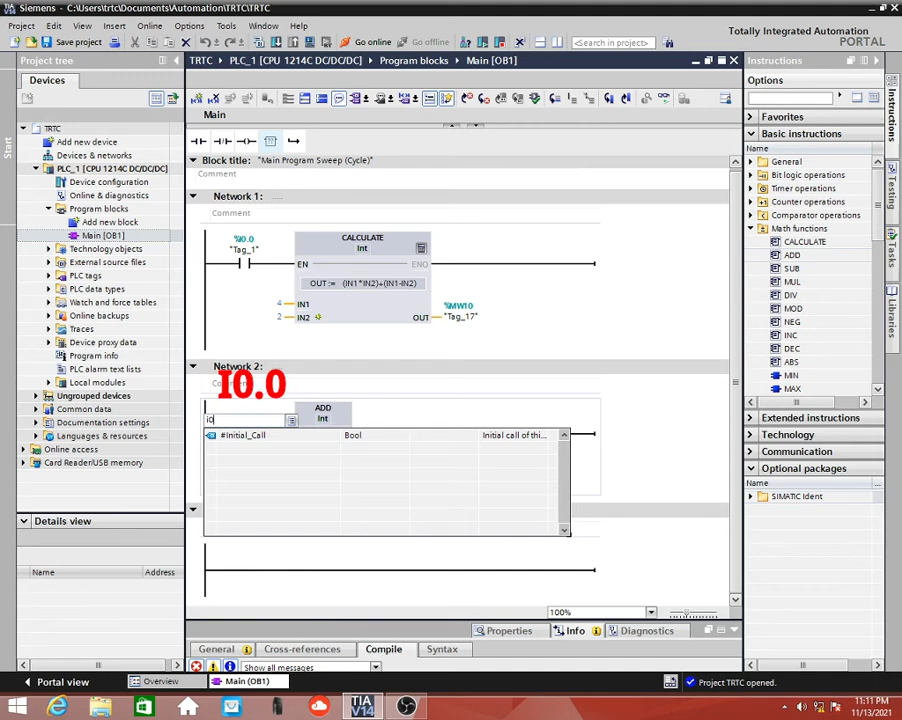 Siemens - C:\Users\trtc\Documents\Automation\TRTC\TRTC
Project Edit View Insert Online Options Tools Window Help
Totally Integrated Automation
PORTAL
Save project
Go online
Go offline
<Search in project>
Project tree
TRTC ▸ PLC_1 [CPU 1214C DC/DC/DC] ▸ Program blocks ▸ Main [OB1]
Instructions
Devices
Options
Start
TRTC
Add new device
Devices & networks
PLC_1 [CPU 1214C DC/DC/DC]
Device configuration
Online & diagnostics
Program blocks
Add new block
Main [OB1]
Technology objects
External source files
PLC tags
PLC data types
Watch and force tables
Online backups
Traces
Device proxy data
Program info
PLC alarm text lists
Local modules
Ungrouped devices
Common data
Documentation settings
Languages & resources
Online access
Card Reader/USB memory
Details view
Name Address
Main
Block title: "Main Program Sweep (Cycle)"
Comment
Network 1:
Comment
%I0.0
"Tag_1"
CALCULATE
Int
EN ENO
OUT := (IN1*IN2)+(IN1-IN2)
4 IN1
2 IN2
OUT
%MW10
"Tag_17"
Network 2:
I0.0
ADD
Int
i0
#Initial_Call Bool Initial call of thi...
100%
Properties Info Diagnostics
General Cross-references Compile Syntax
Show all messages
Favorites
Basic instructions
Name
General
Bit logic operations
Timer operations
Counter operations
Comparator operations
Math functions
CALCULATE
ADD
SUB
MUL
DIV
MOD
NEG
INC
DEC
ABS
MIN
MAX
Extended instructions
Technology
Communication
Optional packages
Name
SIMATIC Ident
Instructions
Testing
Tasks
Libraries
Portal view
Overview
Main (OB1)
Project TRTC opened.
TIA
V14
11:11 PM
11/13/2021